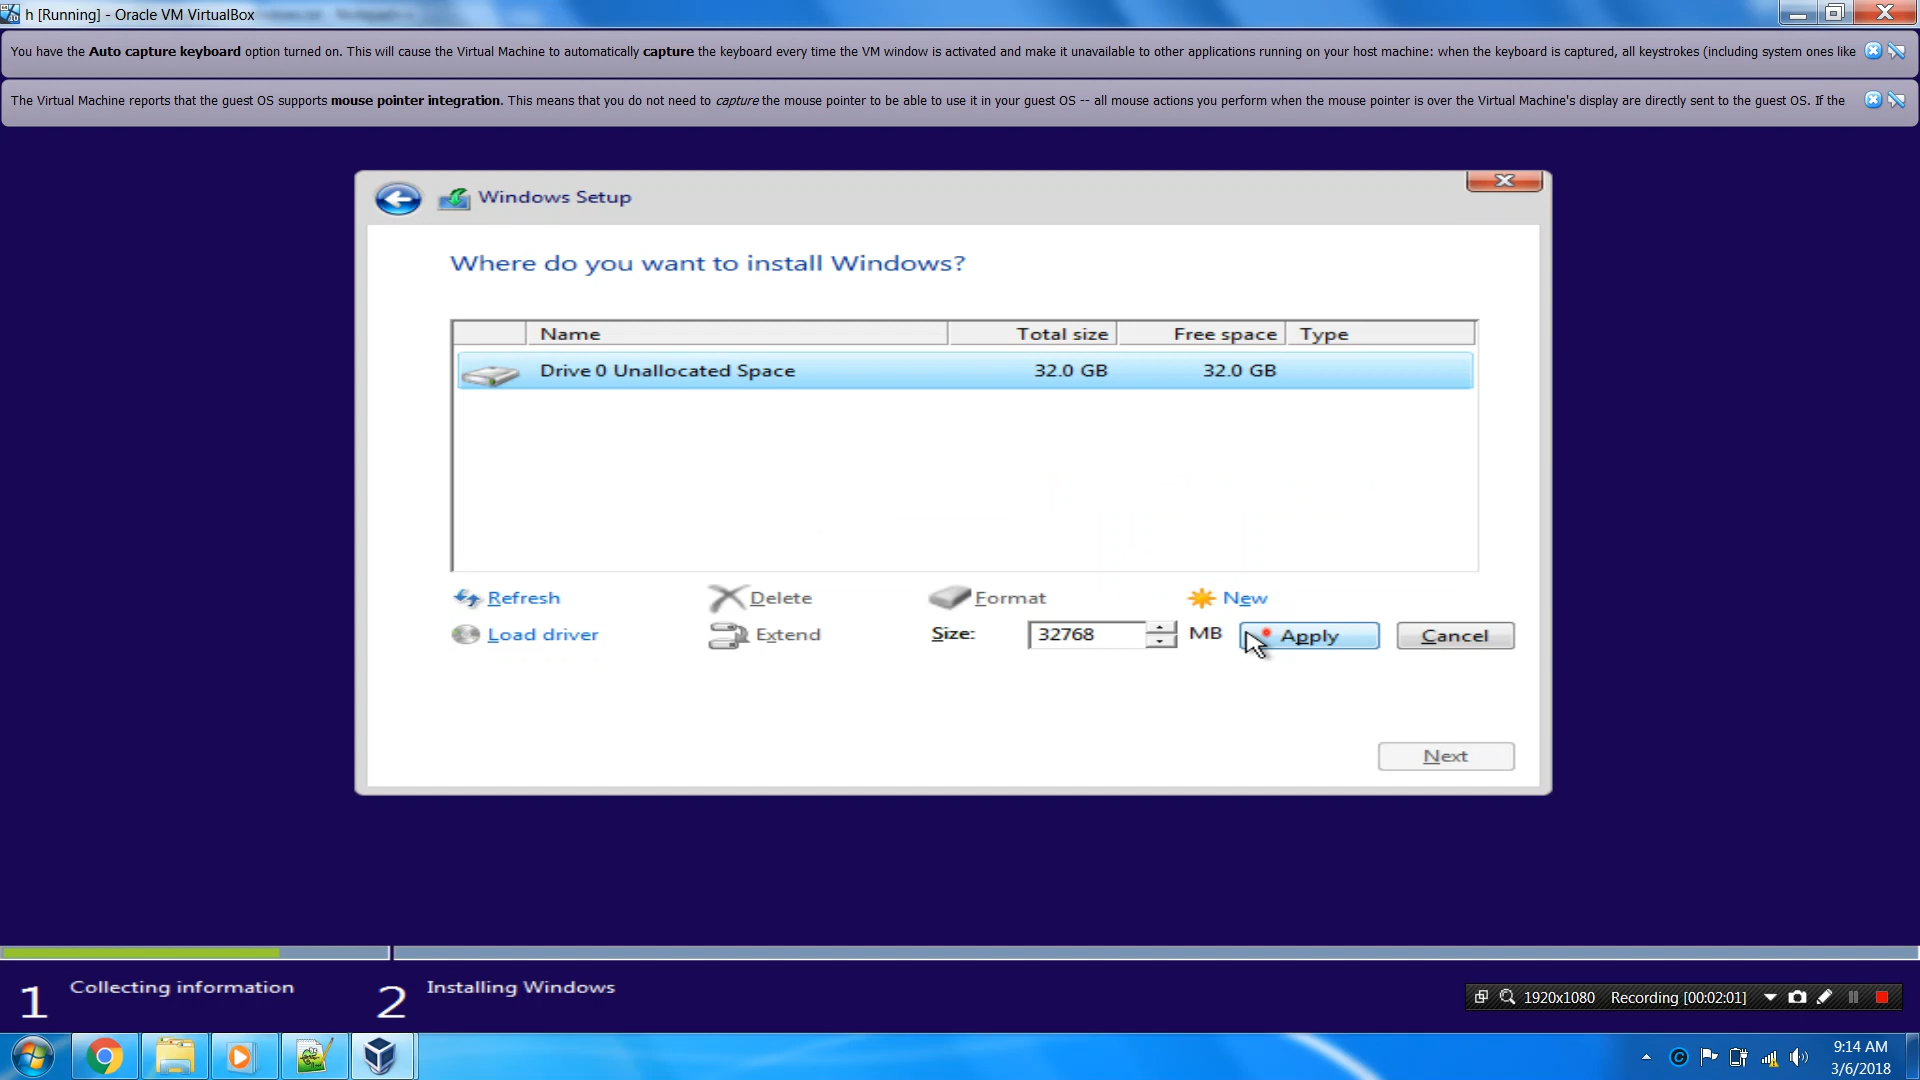 h [Running] - Oracle VM VirtualBox
You have the Auto capture keyboard option turned on. This will cause the Virtual Machine to automatically capture the keyboard every time the VM window is activated and make it unavailable to other applications running on your host machine: when the keyboard is captured, all keystrokes (including system ones like
The Virtual Machine reports that the guest OS supports mouse pointer integration. This means that you do not need to capture the mouse pointer to be able to use it in your guest OS -- all mouse actions you perform when the mouse pointer is over the Virtual Machine's display are directly sent to the guest OS. If the
Windows Setup
Where do you want to install Windows?
Name Total size Free space Type
Drive 0 Unallocated Space 32.0 GB 32.0 GB
Refresh Delete Format New
Load driver Extend Size: 32768 MB Apply Cancel
Next
1 Collecting information 2 Installing Windows
1920x1080 Recording [00:02:01]
9:14 AM
3/6/2018